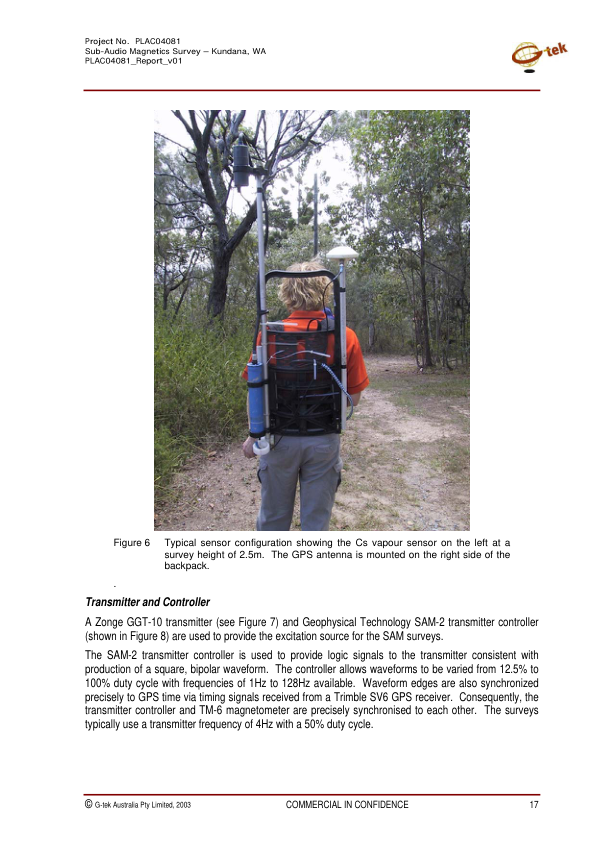 Project No. PLAC04081
Sub-Audio Magnetics Survey – Kundana, WA
PLAC04081_Report_v01
G-tek
Figure 6 Typical sensor configuration showing the Cs vapour sensor on the left at a
survey height of 2.5m. The GPS antenna is mounted on the right side of the
backpack.
.
Transmitter and Controller
A Zonge GGT-10 transmitter (see Figure 7) and Geophysical Technology SAM-2 transmitter controller
(shown in Figure 8) are used to provide the excitation source for the SAM surveys.
The SAM-2 transmitter controller is used to provide logic signals to the transmitter consistent with
production of a square, bipolar waveform. The controller allows waveforms to be varied from 12.5% to
100% duty cycle with frequencies of 1Hz to 128Hz available. Waveform edges are also synchronized
precisely to GPS time via timing signals received from a Trimble SV6 GPS receiver. Consequently, the
transmitter controller and TM-6 magnetometer are precisely synchronised to each other. The surveys
typically use a transmitter frequency of 4Hz with a 50% duty cycle.
© G-tek Australia Pty Limited, 2003 COMMERCIAL IN CONFIDENCE 17